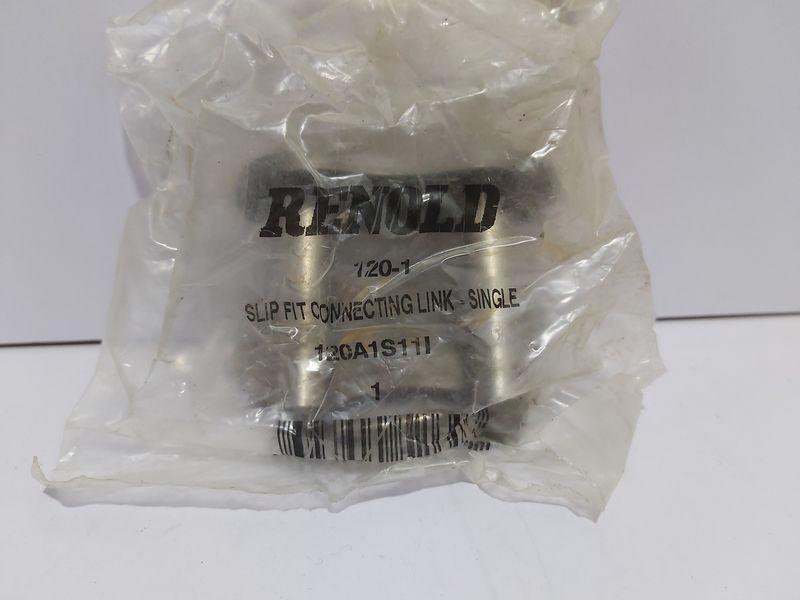 RENOLD
120-1
SLIP FIT CONNECTING LINK - SINGLE
120A1S11I
1